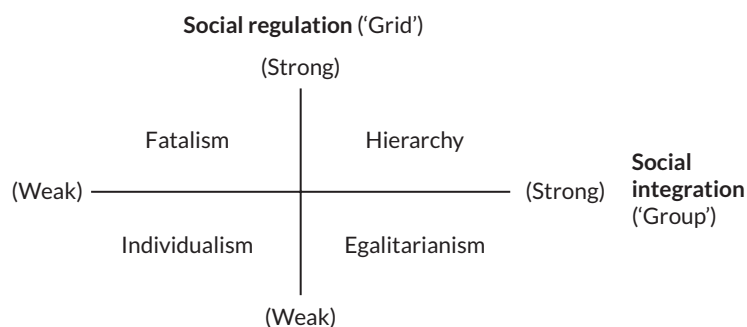 Social regulation (‘Grid’)
(Strong)
Fatalism
Hierarchy
(Weak)
(Strong)
Social
integration
(‘Group’)
Individualism
Egalitarianism
(Weak)